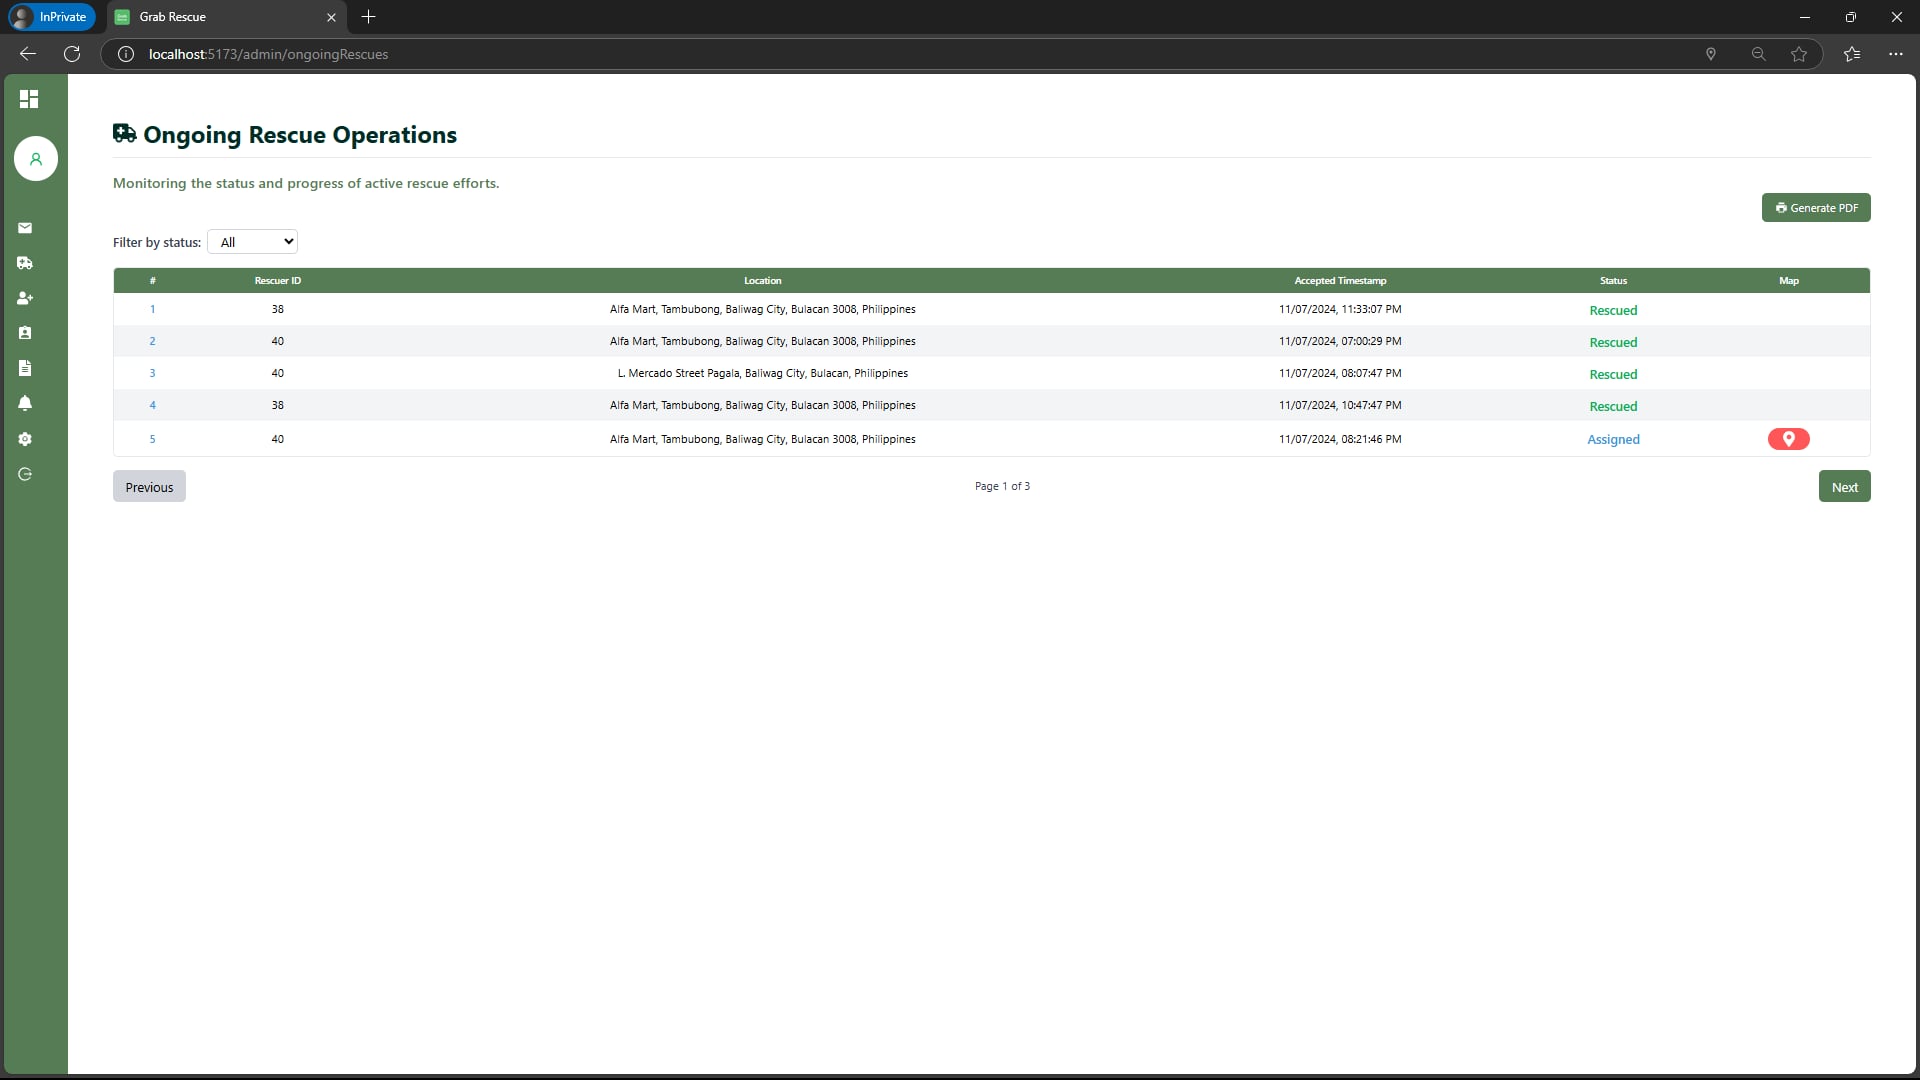 InPrivate Grab Rescue
localhost:5173/admin/ongoingRescues
Ongoing Rescue Operations
Monitoring the status and progress of active rescue efforts.
Generate PDF
Filter by status: All
# Rescuer ID Location Accepted Timestamp Status Map
1 38 Alfa Mart, Tambubong, Baliwag City, Bulacan 3008, Philippines 11/07/2024, 11:33:07 PM Rescued
2 40 Alfa Mart, Tambubong, Baliwag City, Bulacan 3008, Philippines 11/07/2024, 07:00:29 PM Rescued
3 40 L. Mercado Street Pagala, Baliwag City, Bulacan, Philippines 11/07/2024, 08:07:47 PM Rescued
4 38 Alfa Mart, Tambubong, Baliwag City, Bulacan 3008, Philippines 11/07/2024, 10:47:47 PM Rescued
5 40 Alfa Mart, Tambubong, Baliwag City, Bulacan 3008, Philippines 11/07/2024, 08:21:46 PM Assigned
Previous Page 1 of 3 Next